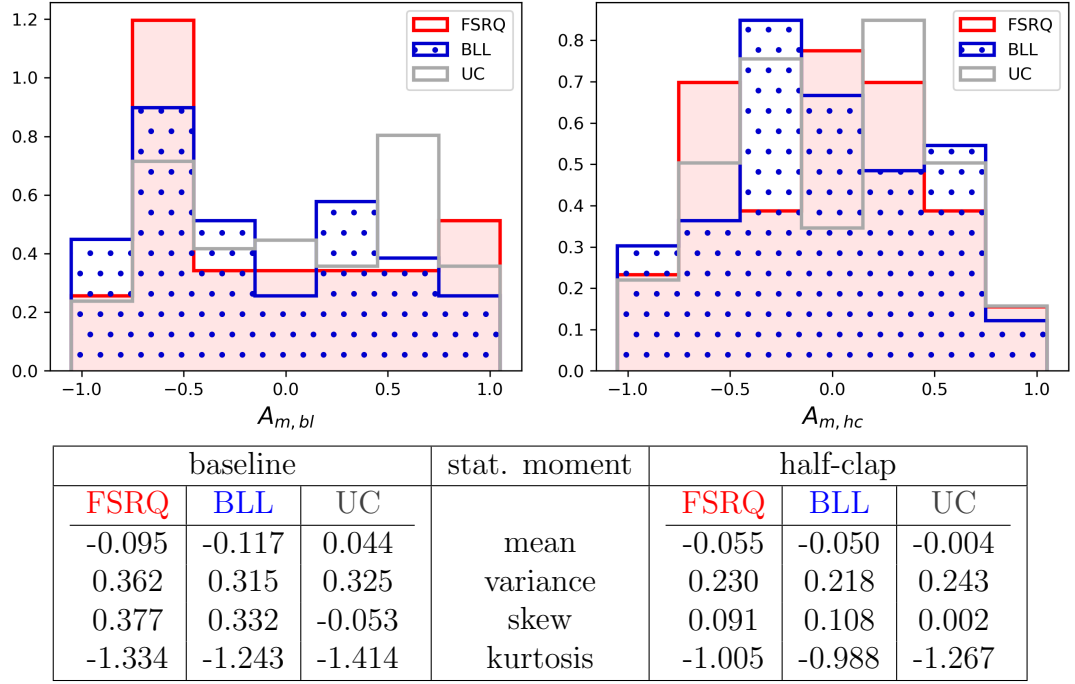 1.2
1.0
0.8
0.6
0.4
0.2
0.0
−1.0 −0.5 0.0 0.5 1.0
A_{m, bl}
FSRQ
BLL
UC
0.8
0.7
0.6
0.5
0.4
0.3
0.2
0.1
0.0
−1.0 −0.5 0.0 0.5 1.0
A_{m, hc}
FSRQ
BLL
UC
baseline stat. moment half-clap
FSRQ BLL UC FSRQ BLL UC
-0.095 -0.117 0.044 mean -0.055 -0.050 -0.004
0.362 0.315 0.325 variance 0.230 0.218 0.243
0.377 0.332 -0.053 skew 0.091 0.108 0.002
-1.334 -1.243 -1.414 kurtosis -1.005 -0.988 -1.267